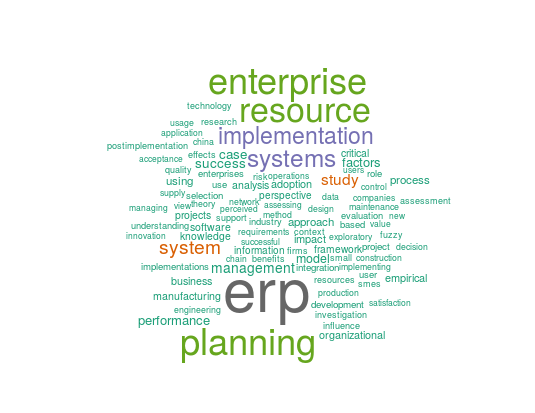 enterprise
technology resource
usage research
application implementation
postimplementation china case systems critical
acceptance effects success factors
quality enterprises risk operations users role
using use analysis adoption study control process
supply selection network perspective data companies assessment
managing view theory perceived assessing design maintenance
projects support industry method approach evaluation new
understanding software requirements context based value
innovation knowledge successful impact exploratory fuzzy
system information firms framework project decision
chain benefits model small construction
implementations management integration implementing
business erp resources user smes empirical
manufacturing production
engineering development satisfaction
performance investigation
influence
planning organizational